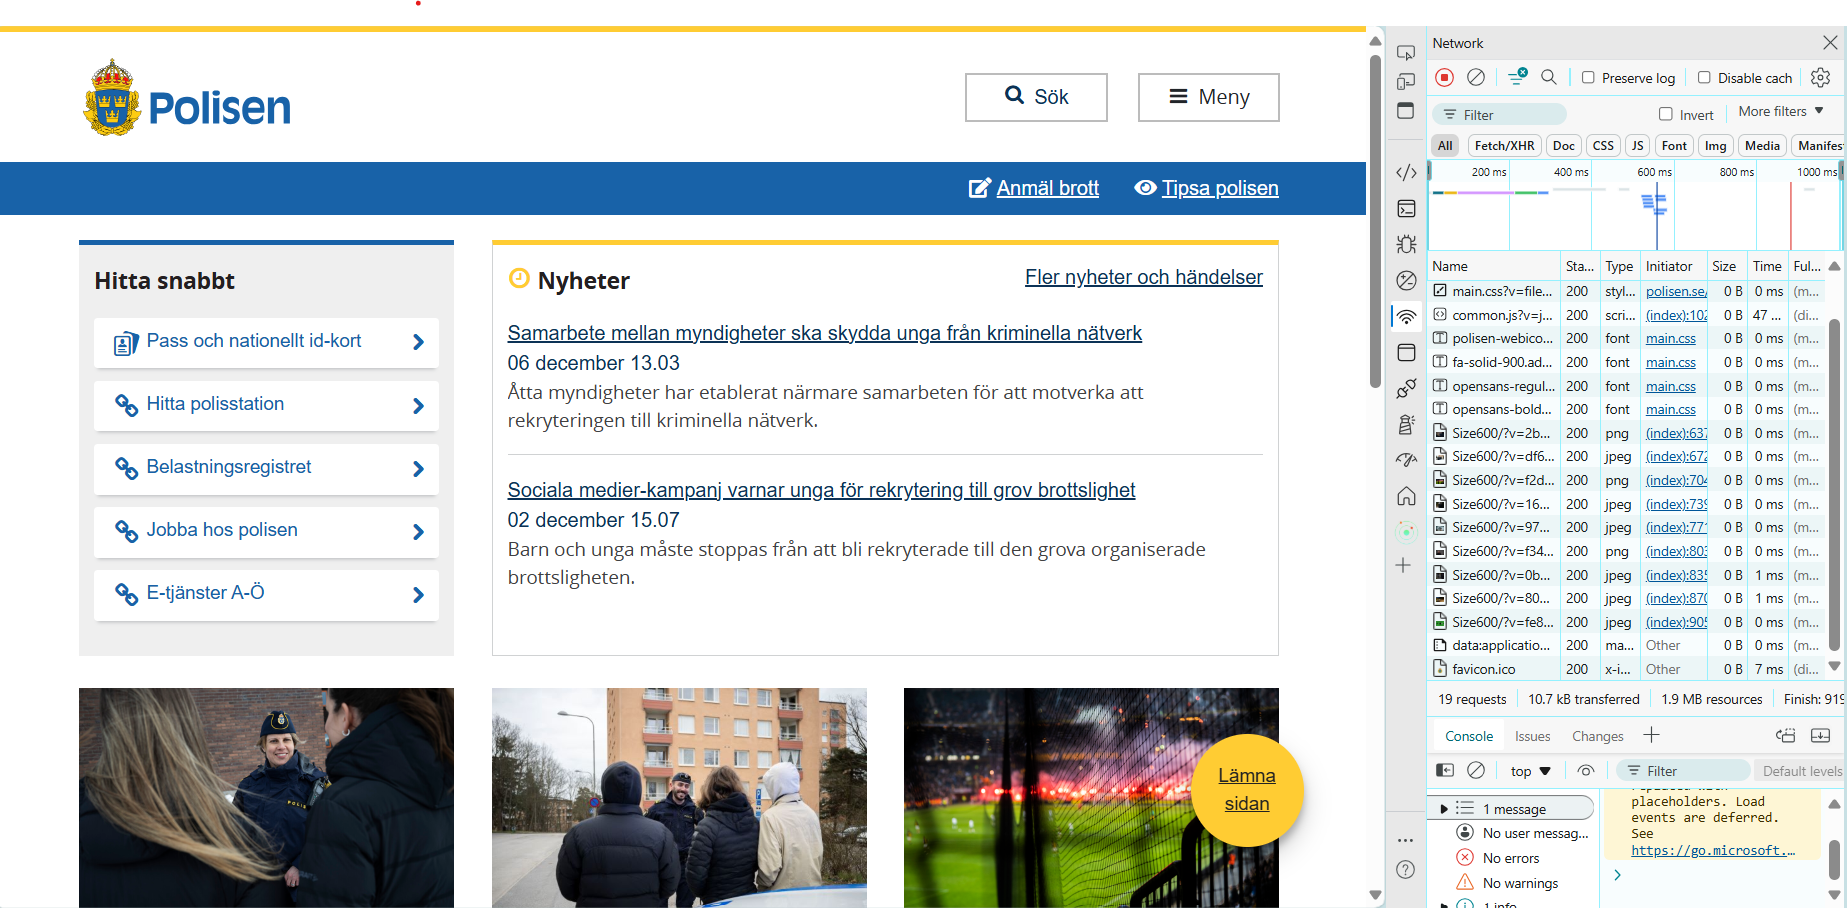 Polisen
Sök
Meny
Anmäl brott
Tipsa polisen
Hitta snabbt
Pass och nationellt id-kort
Hitta polisstation
Belastningsregistret
Jobba hos polisen
E-tjänster A-Ö
Nyheter
Fler nyheter och händelser
Samarbete mellan myndigheter ska skydda unga från kriminella nätverk
06 december 13.03
Åtta myndigheter har etablerat närmare samarbeten för att motverka att
rekryteringen till kriminella nätverk.
Sociala medier-kampanj varnar unga för rekrytering till grov brottslighet
02 december 15.07
Barn och unga måste stoppas från att bli rekryterade till den grova organiserade
brottsligheten.
Lämna
sidan
Network
Preserve log
Disable cach
Filter
Invert
More filters
All Fetch/XHR Doc CSS JS Font Img Media Manifes
200 ms 400 ms 600 ms 800 ms 1000 ms
Name Sta... Type Initiator Size Time Ful...
main.css?v=file... 200 styl... polisen.se/ 0 B 0 ms (m...
common.js?v=j... 200 scri... (index):102 0 B 47 ... (di...
polisen-webico... 200 font main.css 0 B 0 ms (m...
fa-solid-900.ad... 200 font main.css 0 B 0 ms (m...
opensans-regul... 200 font main.css 0 B 0 ms (m...
opensans-bold... 200 font main.css 0 B 0 ms (m...
Size600/?v=2b... 200 png (index):637 0 B 0 ms (m...
Size600/?v=df6... 200 jpeg (index):672 0 B 0 ms (m...
Size600/?v=f2d... 200 png (index):704 0 B 0 ms (m...
Size600/?v=16... 200 jpeg (index):739 0 B 0 ms (m...
Size600/?v=97... 200 jpeg (index):771 0 B 0 ms (m...
Size600/?v=f34... 200 png (index):803 0 B 0 ms (m...
Size600/?v=0b... 200 jpeg (index):835 0 B 1 ms (m...
Size600/?v=80... 200 jpeg (index):870 0 B 1 ms (m...
Size600/?v=fe8... 200 jpeg (index):905 0 B 0 ms (m...
data:applicatio... 200 ma... Other 0 B 0 ms (m...
favicon.ico 200 x-i... Other 0 B 7 ms (di...
19 requests 10.7 kB transferred 1.9 MB resources Finish: 919
Console Issues Changes
top Filter Default levels
1 message
No user messag...
No errors
No warnings
1 info
placeholders. Load
events are deferred.
See
https://go.microsoft....